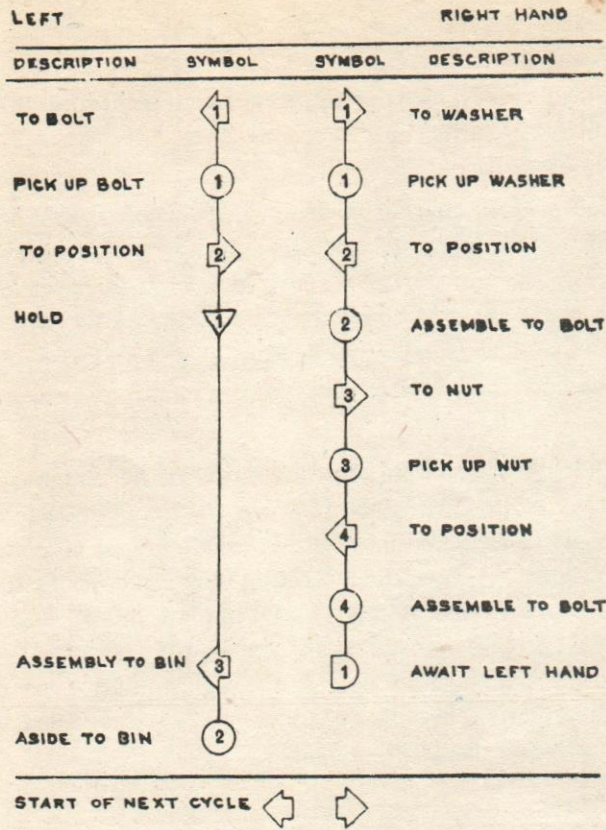 LEFT RIGHT HAND
DESCRIPTION SYMBOL SYMBOL DESCRIPTION
TO BOLT 1 1 TO WASHER
PICK UP BOLT 1 1 PICK UP WASHER
TO POSITION 2 2 TO POSITION
HOLD 1 2 ASSEMBLE TO BOLT
3 TO NUT
3 PICK UP NUT
4 TO POSITION
4 ASSEMBLE TO BOLT
ASSEMBLY TO BIN 3 1 AWAIT LEFT HAND
ASIDE TO BIN 2
START OF NEXT CYCLE